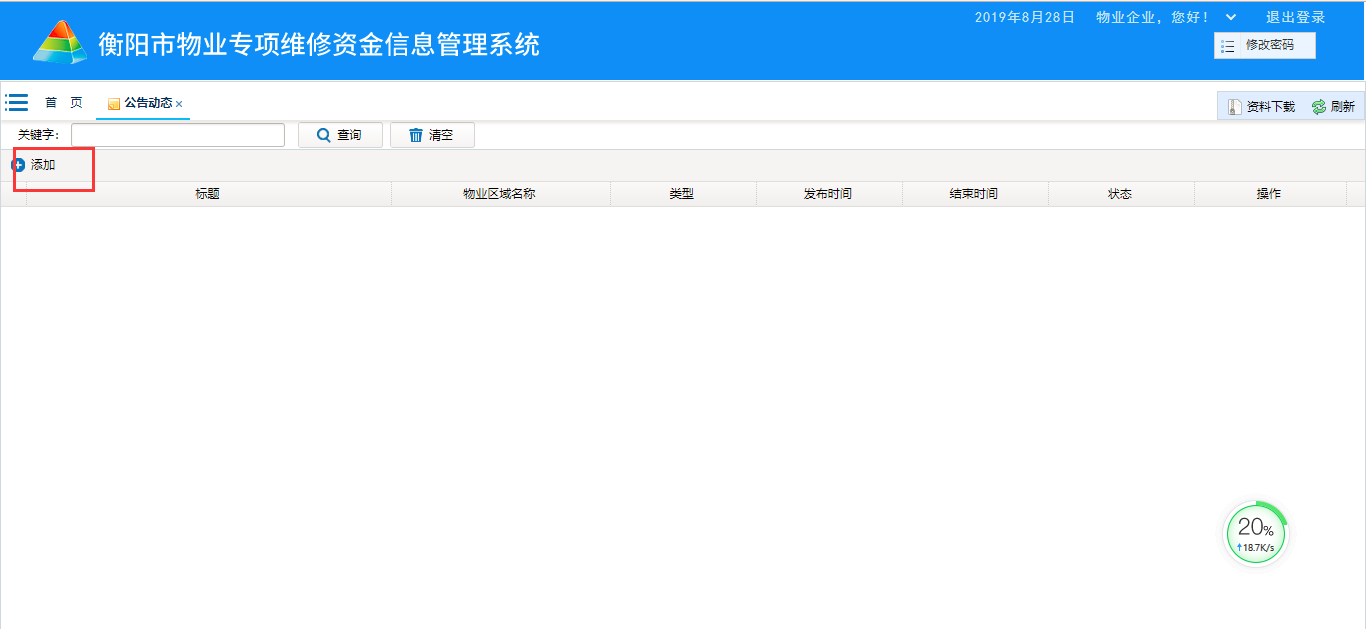 2019年8月28日 物业企业，您好！ 退出登录
衡阳市物业专项维修资金信息管理系统
修改密码
首 页 公告动态 ×
资料下载 刷新
关键字： 查询 清空
添加
标题 物业区域名称 类型 发布时间 结束时间 状态 操作
20%
↑18.7K/s